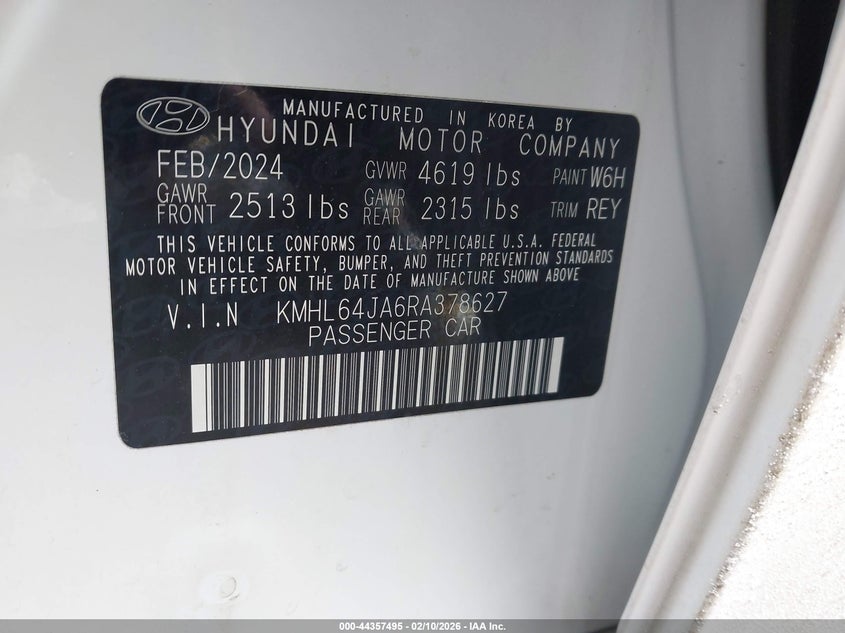 MANUFACTURED IN KOREA BY
HYUNDAI MOTOR COMPANY
FEB/2024 GVWR 4619 lbs PAINT W6H
GAWR FRONT 2513 lbs GAWR REAR 2315 lbs TRIM REY
THIS VEHICLE CONFORMS TO ALL APPLICABLE U.S.A. FEDERAL
MOTOR VEHICLE SAFETY, BUMPER, AND THEFT PREVENTION STANDARDS
IN EFFECT ON THE DATE OF MANUFACTURE SHOWN ABOVE
V.I.N KMHL64JA6RA378627
PASSENGER CAR
000-44357495 - 02/10/2026 - IAA Inc.